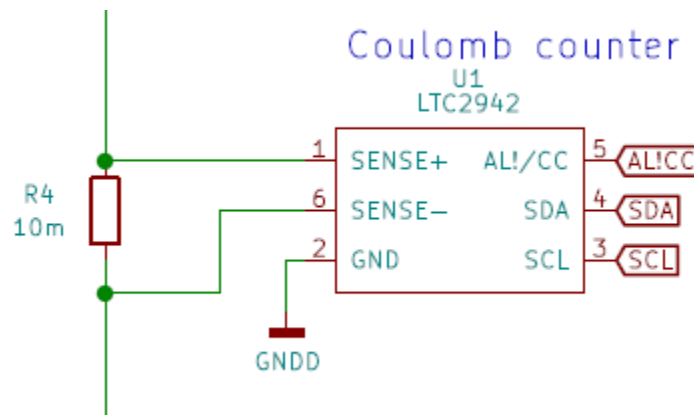 Coulomb counter
U1
LTC2942
1 SENSE+ AL!/CC 5 AL!CC
R4
10m
6 SENSE− SDA 4 SDA
2 GND SCL 3 SCL
GNDD